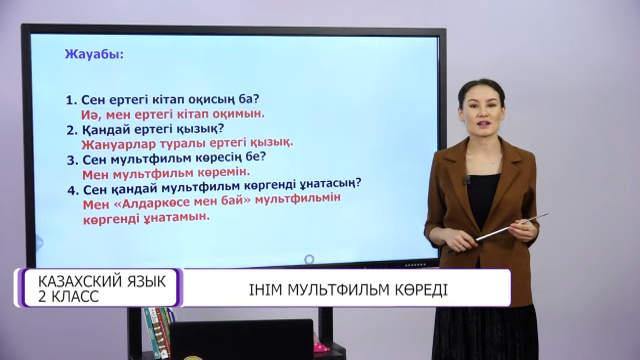 Жауабы:
1. Сен ертегі кітап оқисың ба?
Иә, мен ертегі кітап оқимын.
2. Қандай ертегі қызық?
Жануарлар туралы ертегі қызық.
3. Сен мультфильм көресің бе?
Мен мультфильм көремін.
4. Сен қандай мультфильм көргенді ұнатасың?
Мен «Алдаркөсе мен бай» мультфильмін
көргенді ұнатамын.
КАЗАХСКИЙ ЯЗЫК
2 КЛАСС
ІНІМ МУЛЬТФИЛЬМ КӨРЕДІ